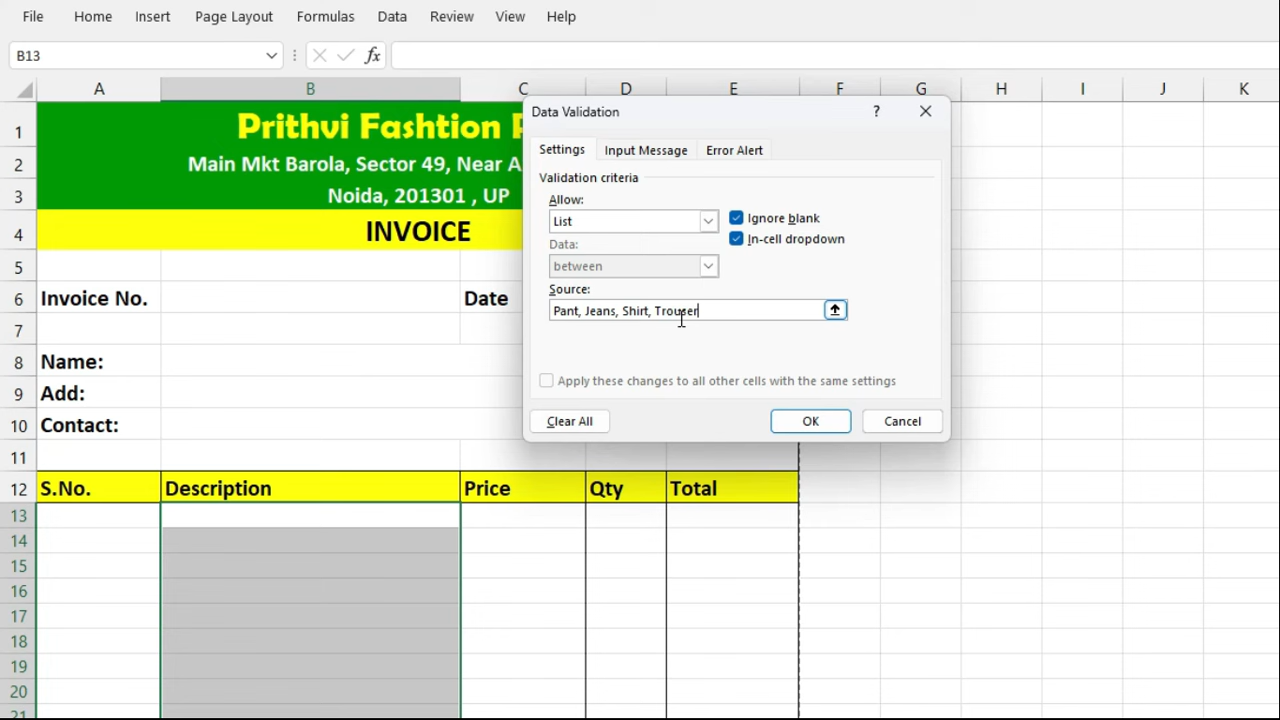 File Home Insert Page Layout Formulas Data Review View Help
B13 fx
A B C D E F G H I J K
1 Prithvi Fashtion P
2 Main Mkt Barola, Sector 49, Near A
3 Noida, 201301 , UP
4 INVOICE
5
6 Invoice No. Date
7
8 Name:
9 Add:
10 Contact:
11
12 S.No. Description Price Qty Total
13
14
15
16
17
18
19
20
21
Data Validation ?
Settings Input Message Error Alert
Validation criteria
Allow:
List Ignore blank
Data: In-cell dropdown
between
Source:
Pant, Jeans, Shirt, Trouser
Apply these changes to all other cells with the same settings
Clear All OK Cancel